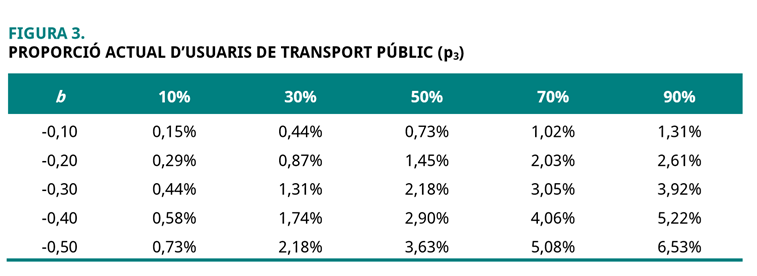 FIGURA 3.
PROPORCIÓ ACTUAL D'USUARIS DE TRANSPORT PÚBLIC (p₃)
b 10% 30% 50% 70% 90%
-0,10 0,15% 0,44% 0,73% 1,02% 1,31%
-0,20 0,29% 0,87% 1,45% 2,03% 2,61%
-0,30 0,44% 1,31% 2,18% 3,05% 3,92%
-0,40 0,58% 1,74% 2,90% 4,06% 5,22%
-0,50 0,73% 2,18% 3,63% 5,08% 6,53%